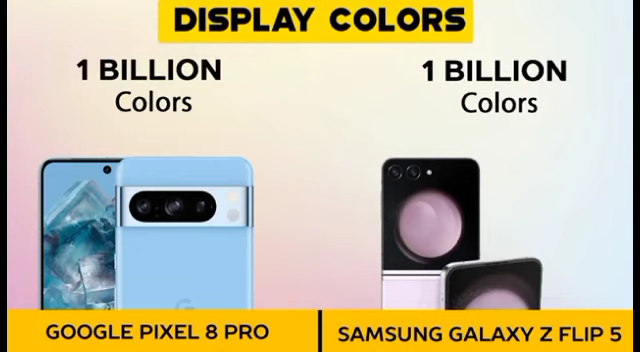 DISPLAY COLORS
1 BILLION
Colors
1 BILLION
Colors
GOOGLE PIXEL 8 PRO
SAMSUNG GALAXY Z FLIP 5